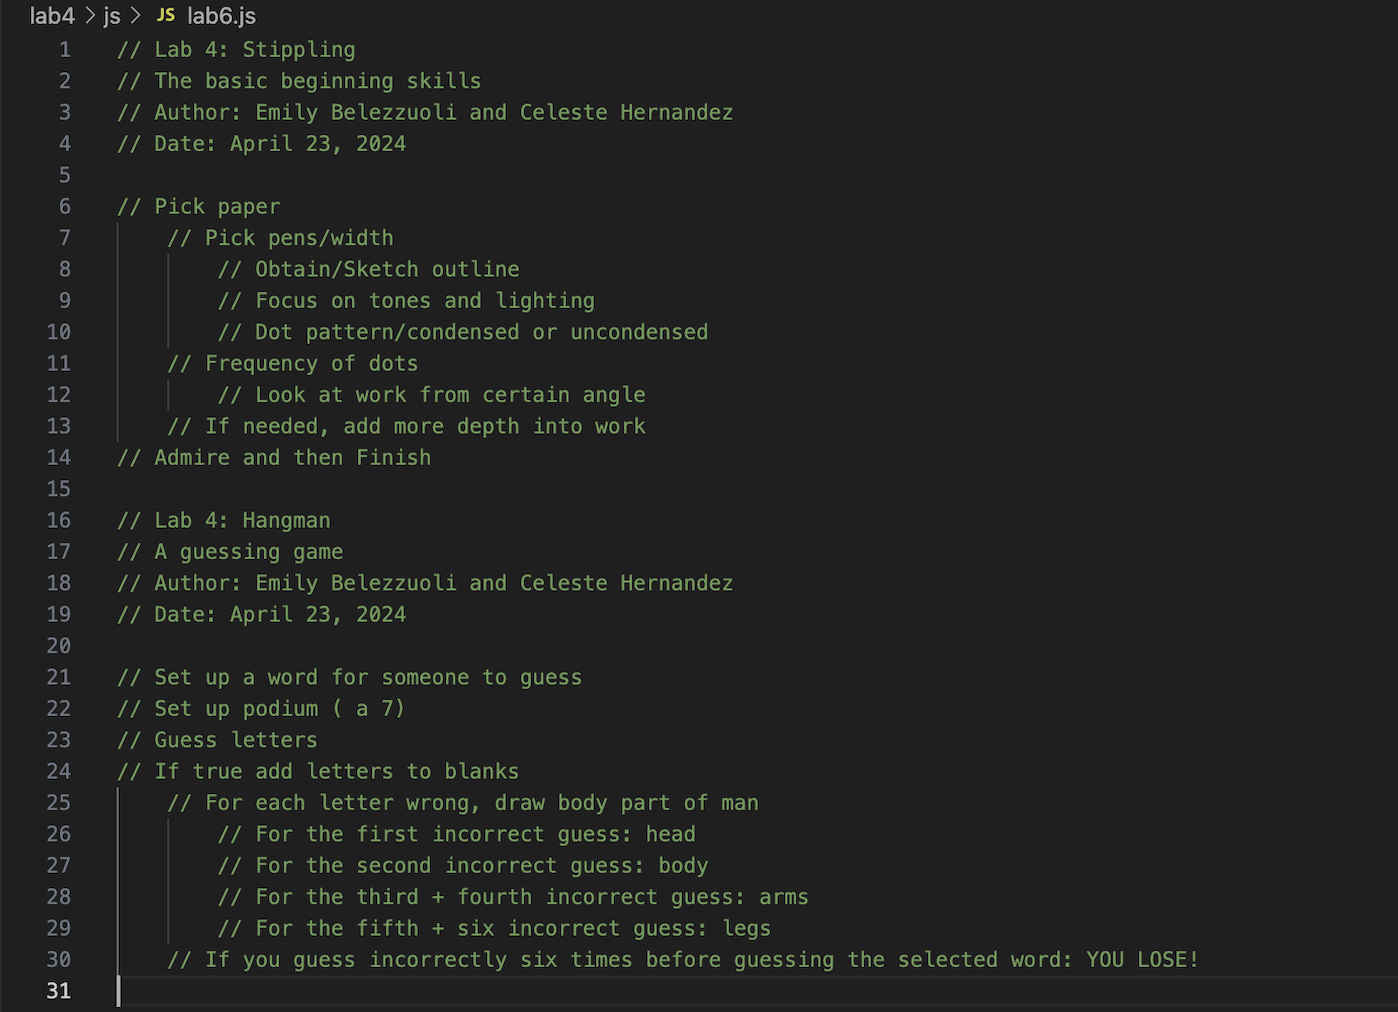 lab4 > js > JS lab6.js
1 // Lab 4: Stippling
2 // The basic beginning skills
3 // Author: Emily Belezzuoli and Celeste Hernandez
4 // Date: April 23, 2024
5
6 // Pick paper
7 // Pick pens/width
8 // Obtain/Sketch outline
9 // Focus on tones and lighting
10 // Dot pattern/condensed or uncondensed
11 // Frequency of dots
12 // Look at work from certain angle
13 // If needed, add more depth into work
14 // Admire and then Finish
15
16 // Lab 4: Hangman
17 // A guessing game
18 // Author: Emily Belezzuoli and Celeste Hernandez
19 // Date: April 23, 2024
20
21 // Set up a word for someone to guess
22 // Set up podium ( a 7)
23 // Guess letters
24 // If true add letters to blanks
25 // For each letter wrong, draw body part of man
26 // For the first incorrect guess: head
27 // For the second incorrect guess: body
28 // For the third + fourth incorrect guess: arms
29 // For the fifth + six incorrect guess: legs
30 // If you guess incorrectly six times before guessing the selected word: YOU LOSE!
31